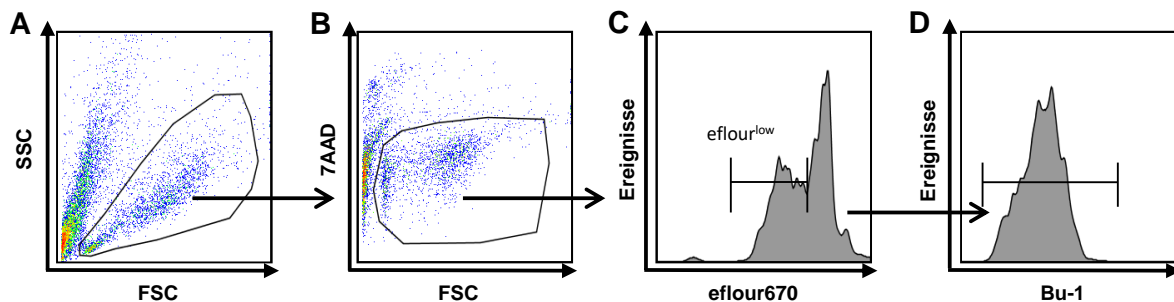 A
SSC
FSC
B
7AAD
FSC
C
Ereignisse
eflour^low
eflour670
D
Ereignisse
Bu-1